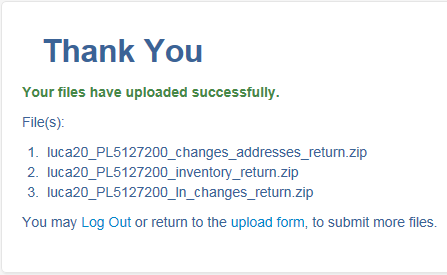 Thank You
Your files have uploaded successfully.
File(s):
1. luca20_PL5127200_changes_addresses_return.zip
2. luca20_PL5127200_inventory_return.zip
3. luca20_PL5127200_ln_changes_return.zip
You may Log Out or return to the upload form, to submit more files.